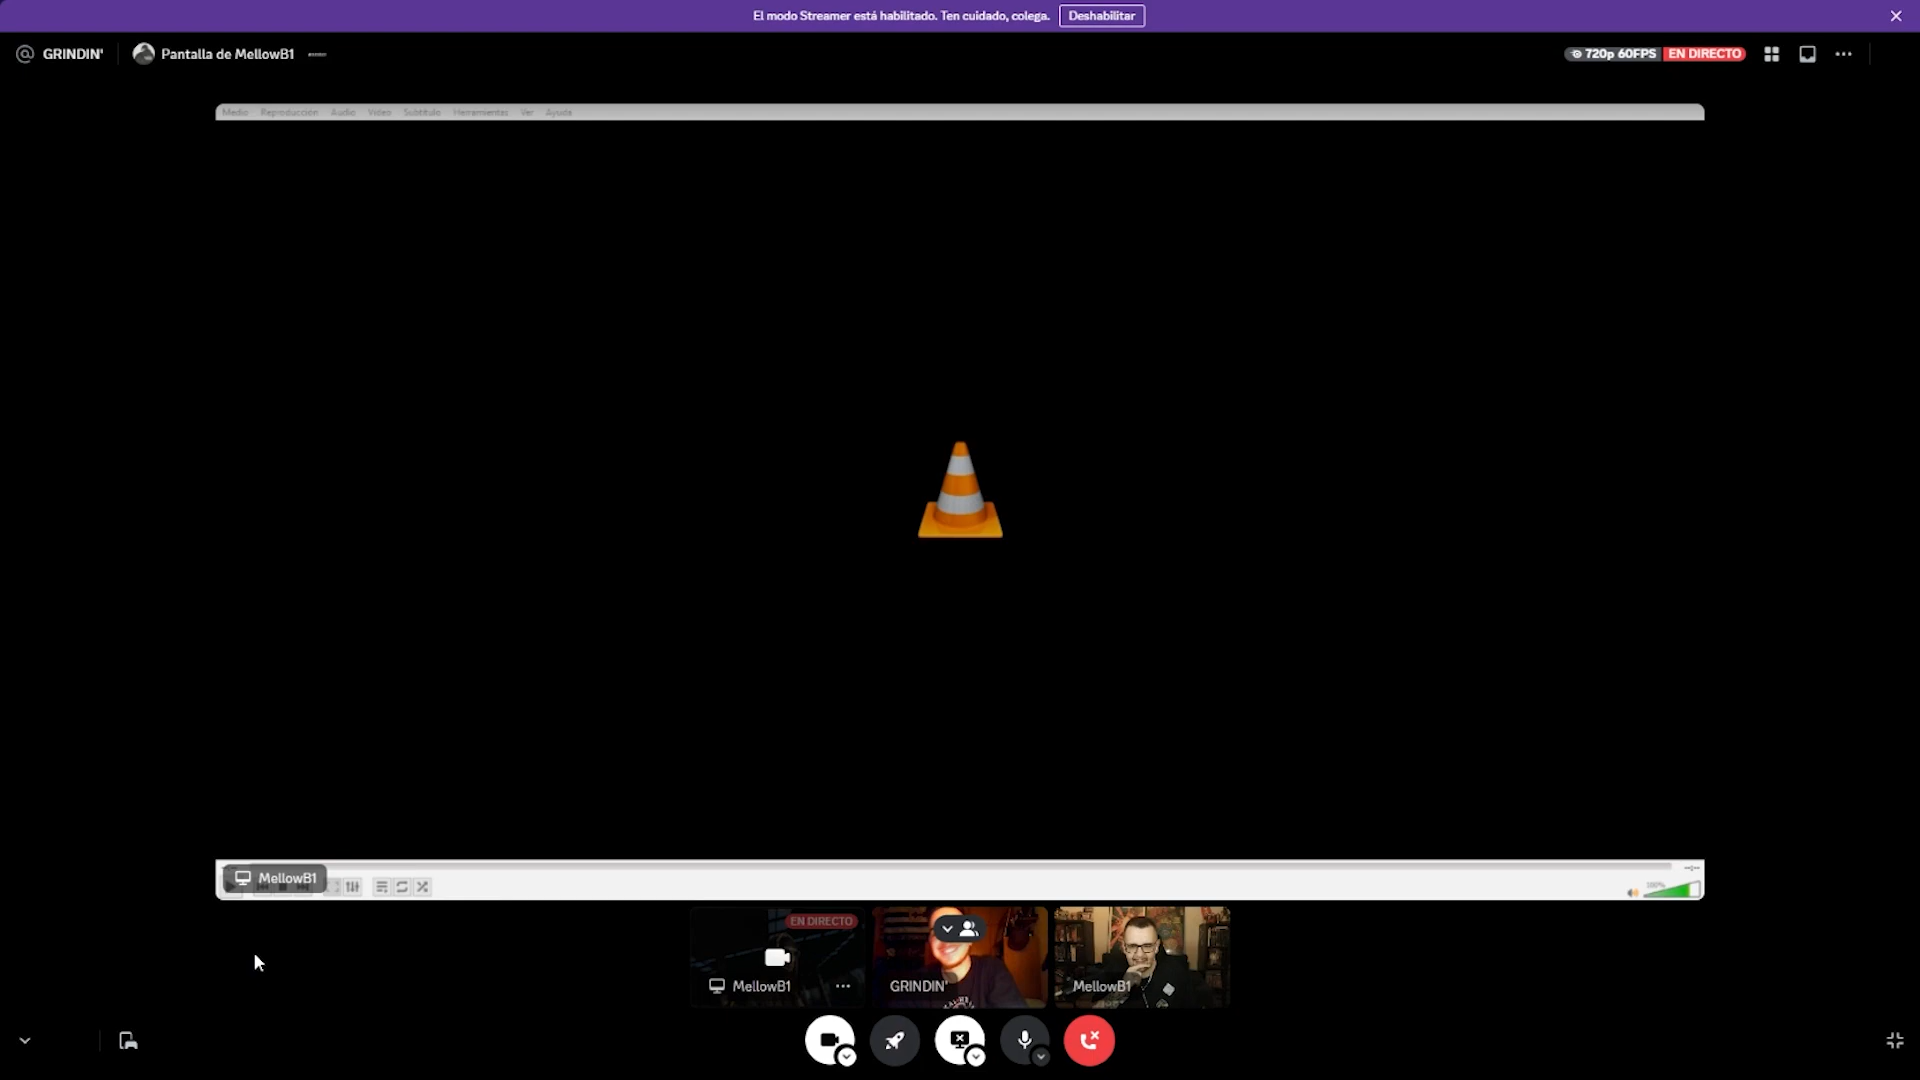 El modo Streamer está habilitado. Ten cuidado, colega. Deshabilitar
GRINDIN' Pantalla de MellowB1 720p 60FPS EN DIRECTO
Medio Reproducción Audio Vídeo Subtítulo Herramientas Ver Ayuda
MellowB1
100%
EN DIRECTO
MellowB1 GRINDIN' MellowB1